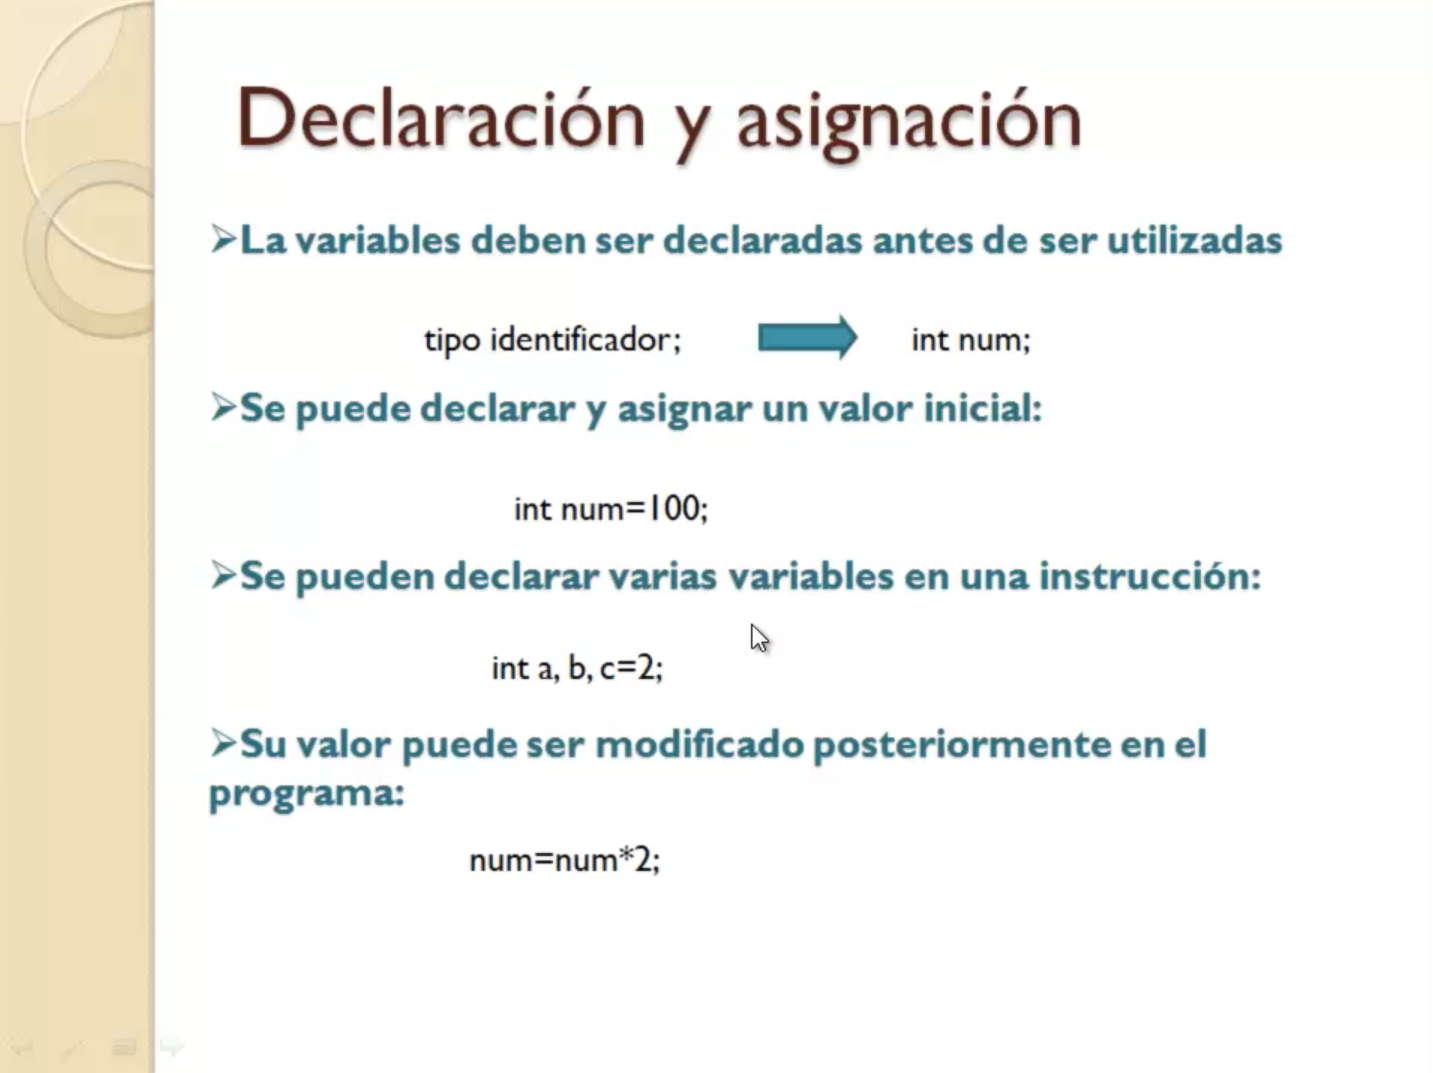 Declaración y asignación
➢La variables deben ser declaradas antes de ser utilizadas
tipo identificador; int num;
➢Se puede declarar y asignar un valor inicial:
int num=100;
➢Se pueden declarar varias variables en una instrucción:
int a, b, c=2;
➢Su valor puede ser modificado posteriormente en el
programa:
num=num*2;